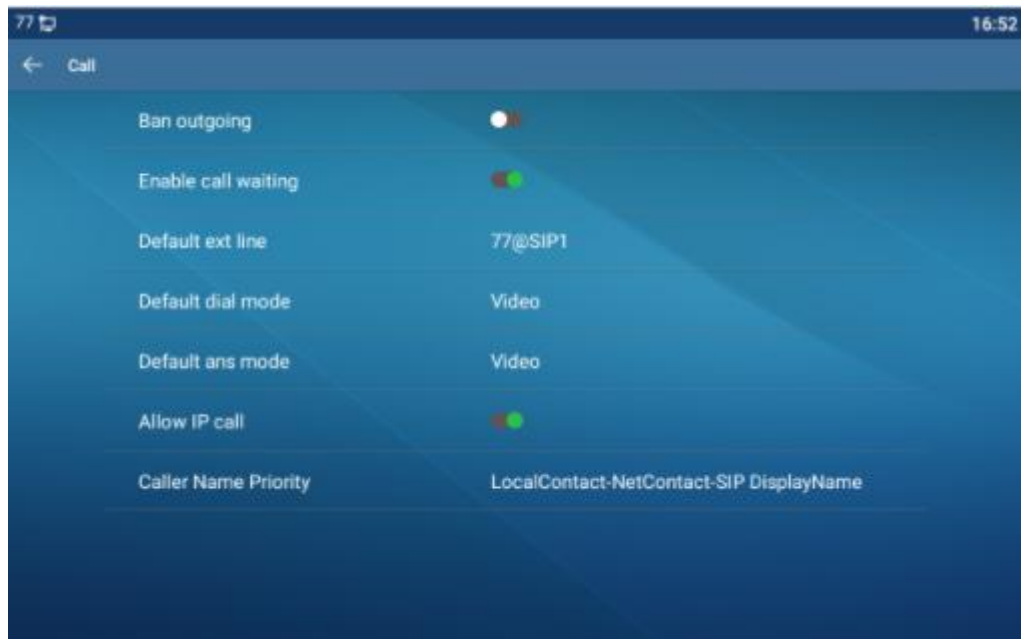 77
16:52
Call
Ban outgoing
Enable call waiting
Default ext line 77@SIP1
Default dial mode Video
Default ans mode Video
Allow IP call
Caller Name Priority LocalContact-NetContact-SIP DisplayName